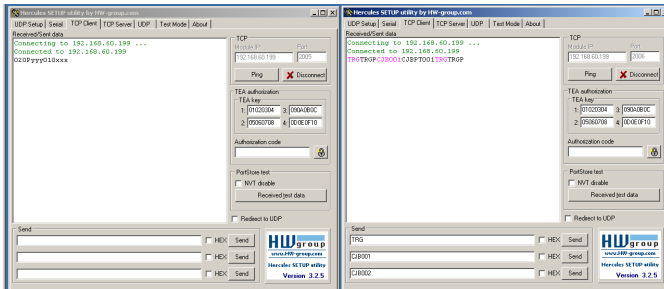 Hercules SETUP utility by HW-group.com
UDP Setup Serial TCP Client TCP Server UDP Test Mode About
Received/Sent data
Connecting to 192.168.60.199 ...
Connected to 192.168.60.199
020Pyyy010xxx
TCP
Module IP Port
192.168.60.199 2005
Ping Disconnect
TEA authorization
TEA key
1: 01020304 3: 090A0B0C
2: 05060708 4: 0D0E0F10
Authorization code
PortStore test
NVT disable
Received test data
Redirect to UDP
Send
HEX Send
HEX Send
HEX Send
HW group
www.HW-group.com
Hercules SETUP utility
Version 3.2.5
Hercules SETUP utility by HW-group.com
UDP Setup Serial TCP Client TCP Server UDP Test Mode About
Received/Sent data
Connecting to 192.168.60.199 ...
Connected to 192.168.60.199
TRGTRGPCJB001CJBPT001TRGTRGP
TCP
Module IP Port
192.168.60.199 2006
Ping Disconnect
TEA authorization
TEA key
1: 01020304 3: 090A0B0C
2: 05060708 4: 0D0E0F10
Authorization code
PortStore test
NVT disable
Received test data
Redirect to UDP
Send
TRG HEX Send
CJB001 HEX Send
CJB002 HEX Send
HW group
www.HW-group.com
Hercules SETUP utility
Version 3.2.5